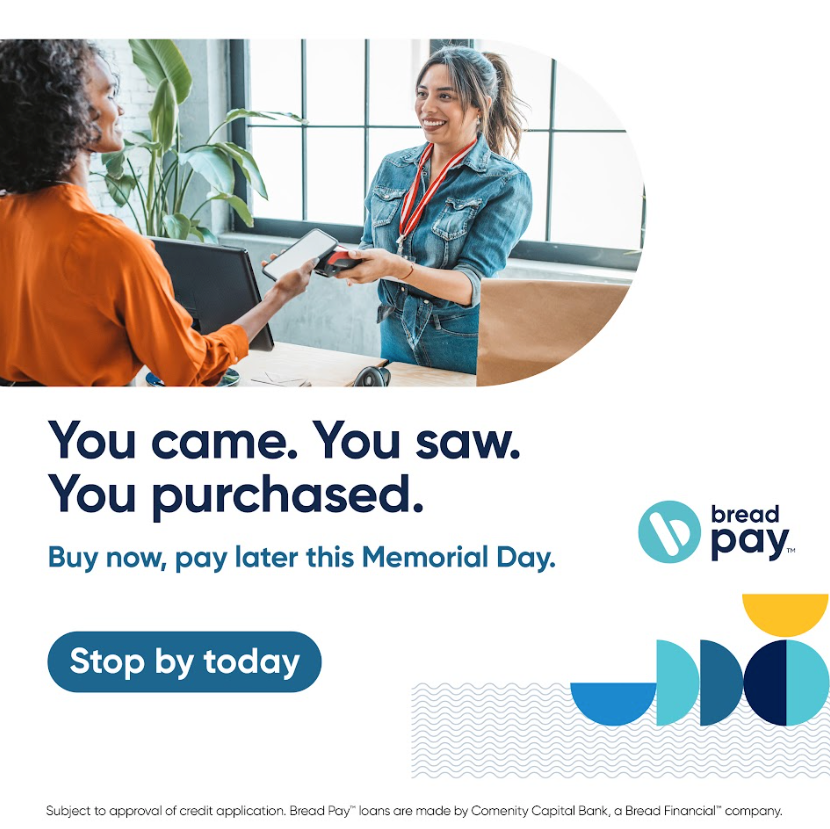 You came. You saw.
You purchased.
bread
pay™
Buy now, pay later this Memorial Day.
Stop by today
Subject to approval of credit application. Bread Pay™ loans are made by Comenity Capital Bank, a Bread Financial™ company.